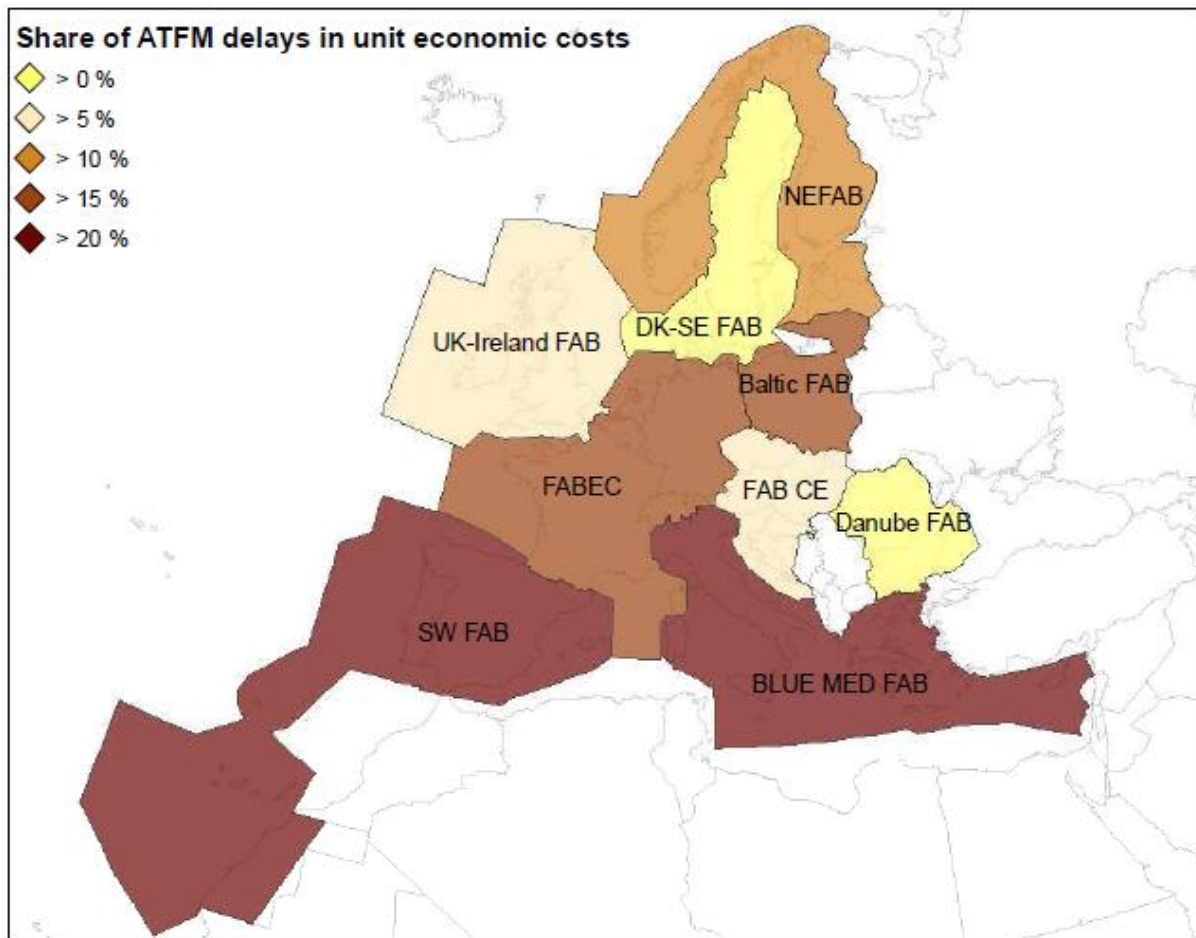 Share of ATFM delays in unit economic costs
> 0 %
> 5 %
> 10 %
> 15 %
> 20 %
NEFAB
DK-SE FAB
UK-Ireland FAB
Baltic FAB
FABEC
FAB CE
Danube FAB
SW FAB
BLUE MED FAB